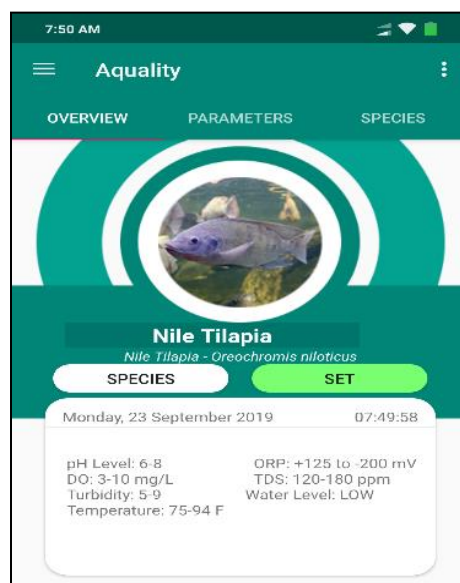 7:50 AM
Aquality
OVERVIEW PARAMETERS SPECIES
Nile Tilapia
Nile Tilapia - Oreochromis niloticus
SPECIES SET
Monday, 23 September 2019 07:49:58
pH Level: 6-8 ORP: +125 to -200 mV
DO: 3-10 mg/L TDS: 120-180 ppm
Turbidity: 5-9 Water Level: LOW
Temperature: 75-94 F